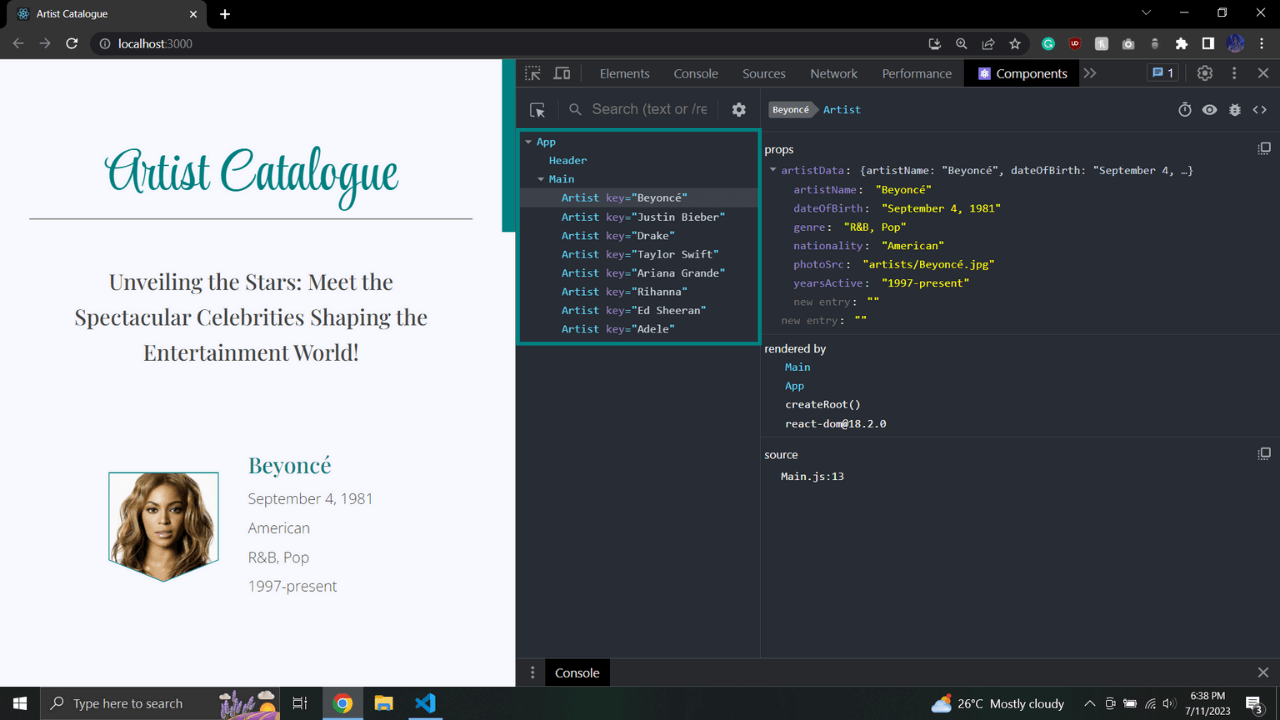 Artist Catalogue
localhost:3000
Artist Catalogue
Unveiling the Stars: Meet the
Spectacular Celebrities Shaping the
Entertainment World!
Beyoncé
September 4, 1981
American
R&B, Pop
1997-present
Elements Console Sources Network Performance Components 1
Search (text or /re
App
Header
Main
Artist key="Beyoncé"
Artist key="Justin Bieber"
Artist key="Drake"
Artist key="Taylor Swift"
Artist key="Ariana Grande"
Artist key="Rihanna"
Artist key="Ed Sheeran"
Artist key="Adele"
Beyoncé Artist
props
artistData: {artistName: "Beyoncé", dateOfBirth: "September 4, …}
artistName: "Beyoncé"
dateOfBirth: "September 4, 1981"
genre: "R&B, Pop"
nationality: "American"
photoSrc: "artists/Beyoncé.jpg"
yearsActive: "1997-present"
new entry: ""
new entry: ""
rendered by
Main
App
createRoot()
react-dom@18.2.0
source
Main.js:13
Console
Type here to search
26°C Mostly cloudy
6:38 PM
7/11/2023
3